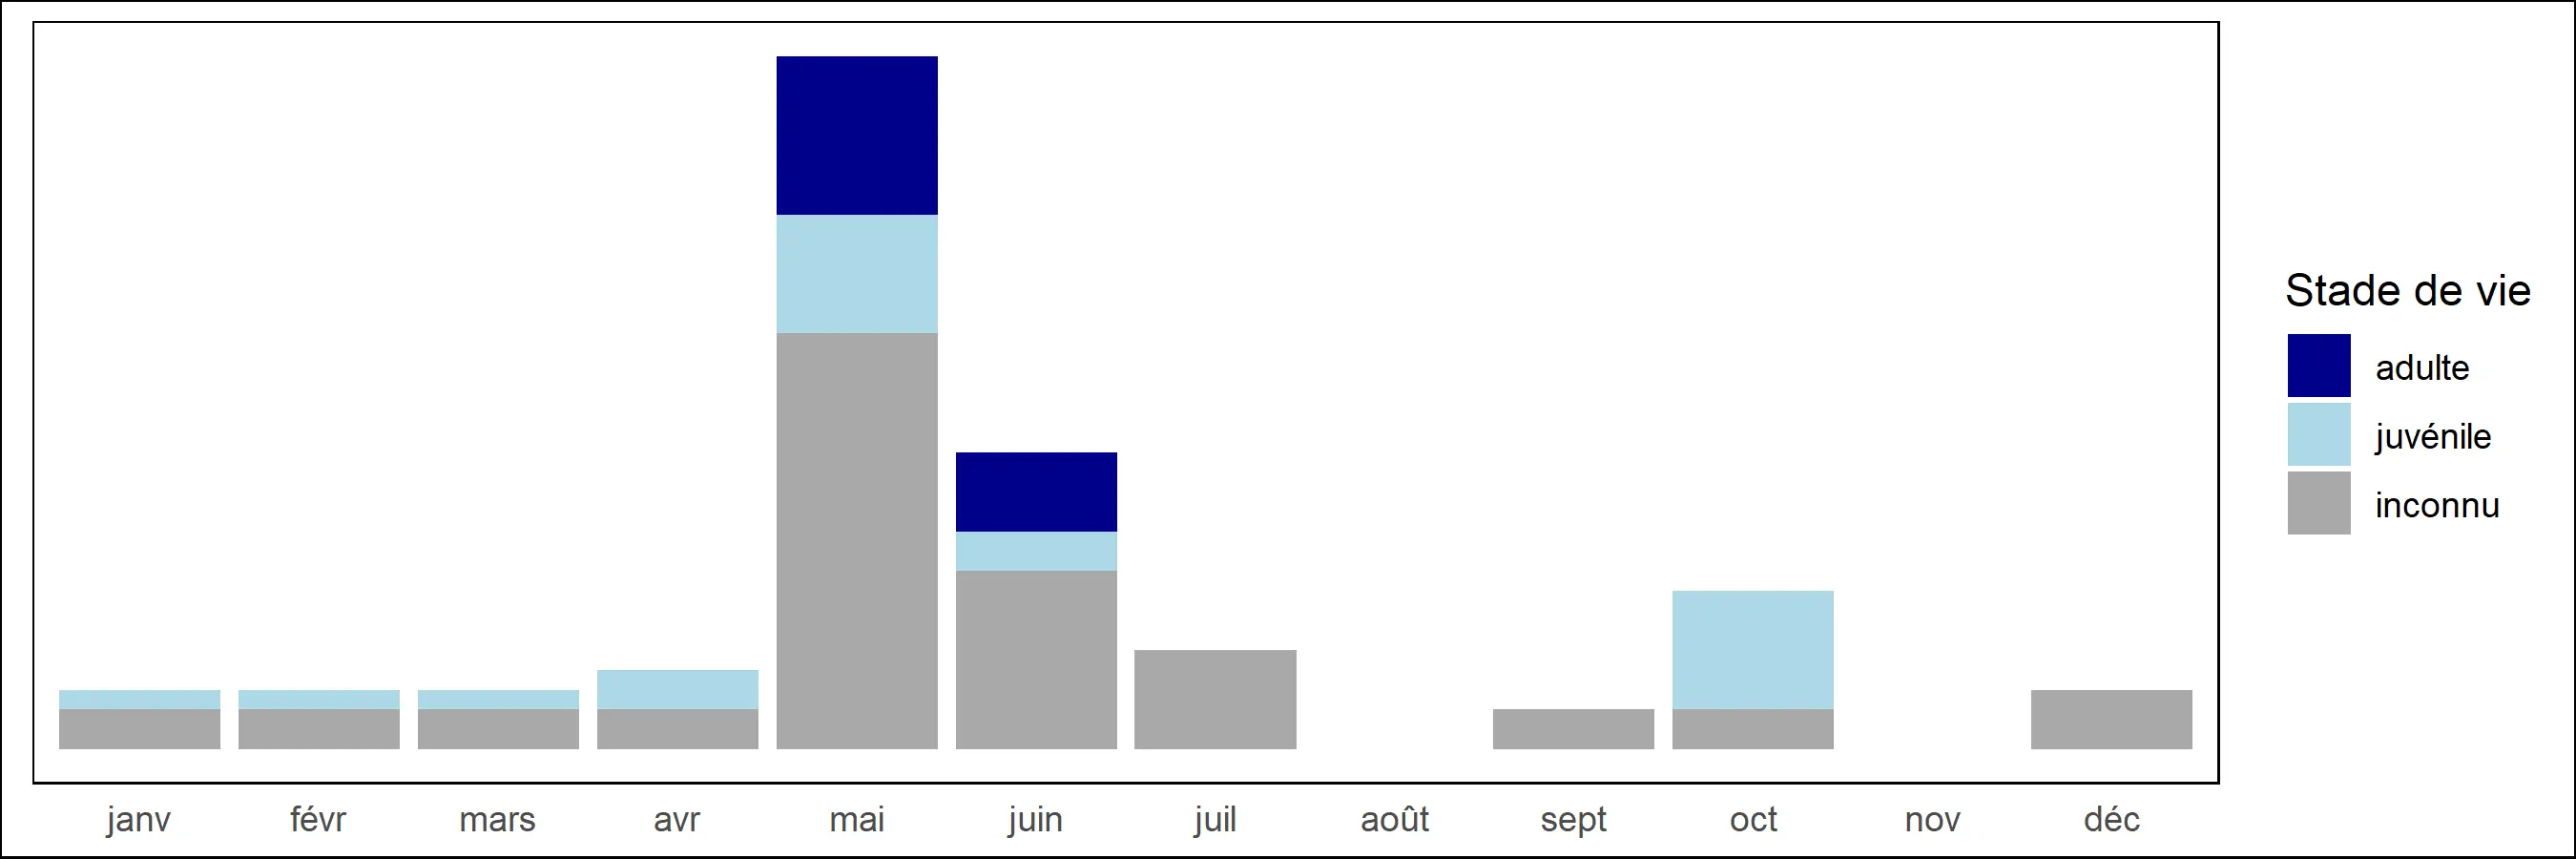 Stade de vie
adulte
juvénile
inconnu
janv févr mars avr mai juin juil août sept oct nov déc